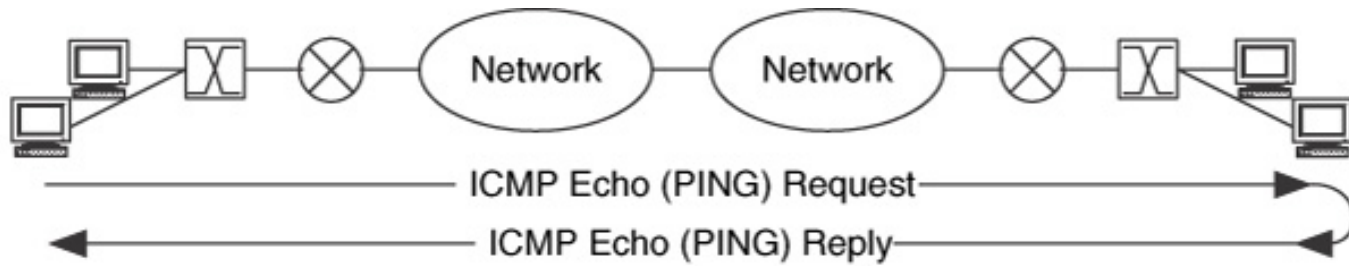 Network
Network
ICMP Echo (PING) Request
ICMP Echo (PING) Reply